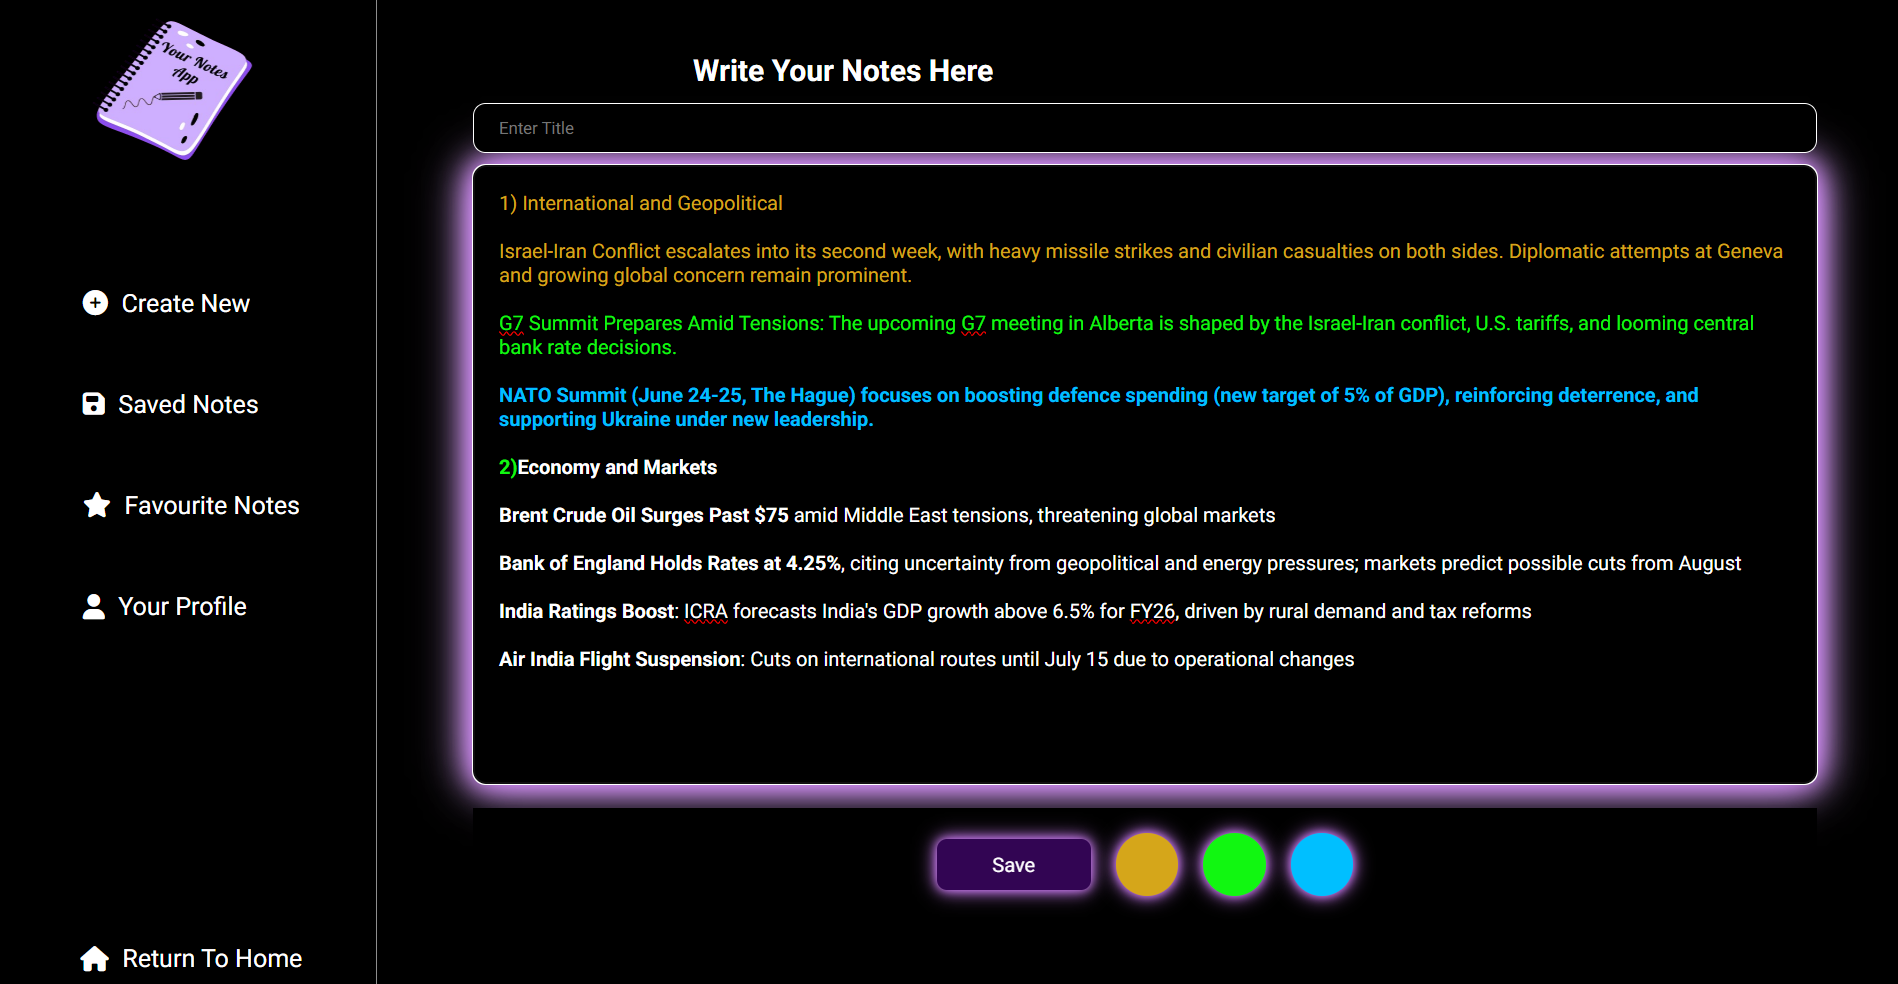 Your Notes
App
Create New
Saved Notes
Favourite Notes
Your Profile
Return To Home
Write Your Notes Here
Enter Title
1) International and Geopolitical
Israel-Iran Conflict escalates into its second week, with heavy missile strikes and civilian casualties on both sides. Diplomatic attempts at Geneva
and growing global concern remain prominent.
G7 Summit Prepares Amid Tensions: The upcoming G7 meeting in Alberta is shaped by the Israel-Iran conflict, U.S. tariffs, and looming central
bank rate decisions.
NATO Summit (June 24-25, The Hague) focuses on boosting defence spending (new target of 5% of GDP), reinforcing deterrence, and
supporting Ukraine under new leadership.
2)Economy and Markets
Brent Crude Oil Surges Past $75 amid Middle East tensions, threatening global markets
Bank of England Holds Rates at 4.25%, citing uncertainty from geopolitical and energy pressures; markets predict possible cuts from August
India Ratings Boost: ICRA forecasts India's GDP growth above 6.5% for FY26, driven by rural demand and tax reforms
Air India Flight Suspension: Cuts on international routes until July 15 due to operational changes
Save